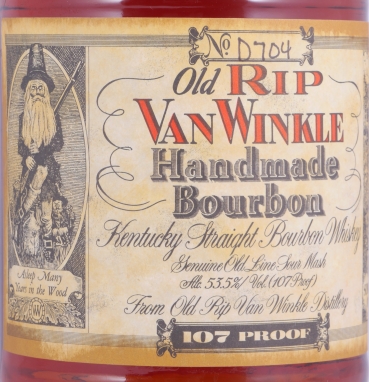 No D704
Old RIP
VAN WINKLE
Handmade
Bourbon
Kentucky Straight Bourbon Whiskey
Genuine Old Line Sour Mash
Alc. 53.5% / Vol. (107 Proof)
From Old Rip Van Winkle Distillery
107 PROOF
Asleep Many
Years in the Wood